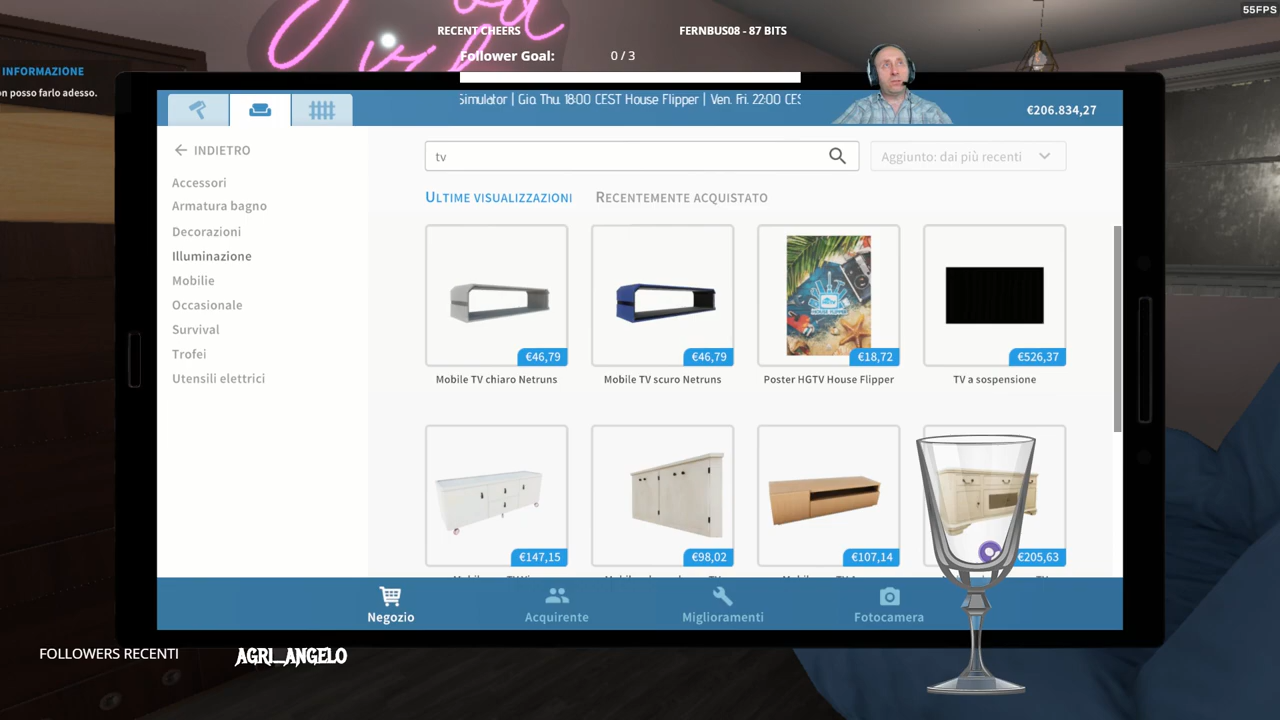 55FPS
RECENT CHEERS
FERNBUS08 - 87 BITS
Follower Goal:
0 / 3
INFORMAZIONE
on posso farlo adesso.
Simulator | Gio. Thu. 18:00 CEST House Flipper | Ven. Fri. 22:00 CES
€206.834,27
INDIETRO
tv
Aggiunto: dai più recenti
Accessori
Armatura bagno
Decorazioni
Illuminazione
Mobilie
Occasionale
Survival
Trofei
Utensili elettrici
ULTIME VISUALIZZAZIONI
RECENTEMENTE ACQUISTATO
€46,79
€46,79
HOUSE FLIPPER
€18,72
€526,37
Mobile TV chiaro Netruns
Mobile TV scuro Netruns
Poster HGTV House Flipper
TV a sospensione
€147,15
€98,02
€107,14
€205,63
Negozio
Acquirente
Miglioramenti
Fotocamera
FOLLOWERS RECENTI
AGRI_ANGELO